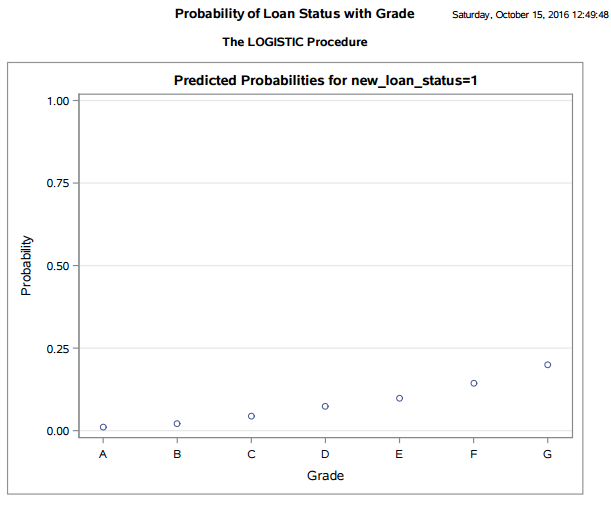 Probability of Loan Status with Grade
Saturday, October 15, 2016 12:49:48
The LOGISTIC Procedure
Predicted Probabilities for new_loan_status=1
1.00
0.75
0.50
0.25
0.00
Probability
A B C D E F G
Grade